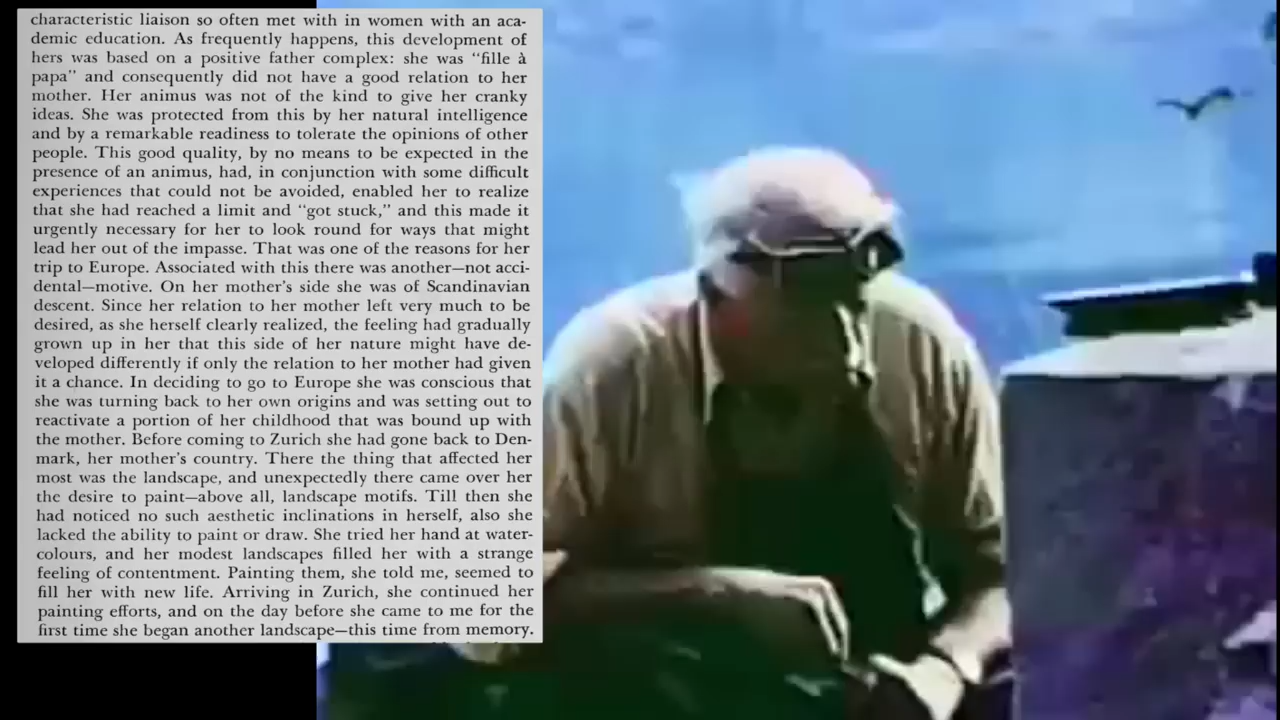 characteristic liaison so often met with in women with an aca-
demic education. As frequently happens, this development of
hers was based on a positive father complex: she was “fille à
papa” and consequently did not have a good relation to her
mother. Her animus was not of the kind to give her cranky
ideas. She was protected from this by her natural intelligence
and by a remarkable readiness to tolerate the opinions of other
people. This good quality, by no means to be expected in the
presence of an animus, had, in conjunction with some difficult
experiences that could not be avoided, enabled her to realize
that she had reached a limit and “got stuck,” and this made it
urgently necessary for her to look round for ways that might
lead her out of the impasse. That was one of the reasons for her
trip to Europe. Associated with this there was another—not acci-
dental—motive. On her mother’s side she was of Scandinavian
descent. Since her relation to her mother left very much to be
desired, as she herself clearly realized, the feeling had gradually
grown up in her that this side of her nature might have de-
veloped differently if only the relation to her mother had given
it a chance. In deciding to go to Europe she was conscious that
she was turning back to her own origins and was setting out to
reactivate a portion of her childhood that was bound up with
the mother. Before coming to Zurich she had gone back to Den-
mark, her mother’s country. There the thing that affected her
most was the landscape, and unexpectedly there came over her
the desire to paint—above all, landscape motifs. Till then she
had noticed no such aesthetic inclinations in herself, also she
lacked the ability to paint or draw. She tried her hand at water-
colours, and her modest landscapes filled her with a strange
feeling of contentment. Painting them, she told me, seemed to
fill her with new life. Arriving in Zurich, she continued her
painting efforts, and on the day before she came to me for the
first time she began another landscape—this time from memory.